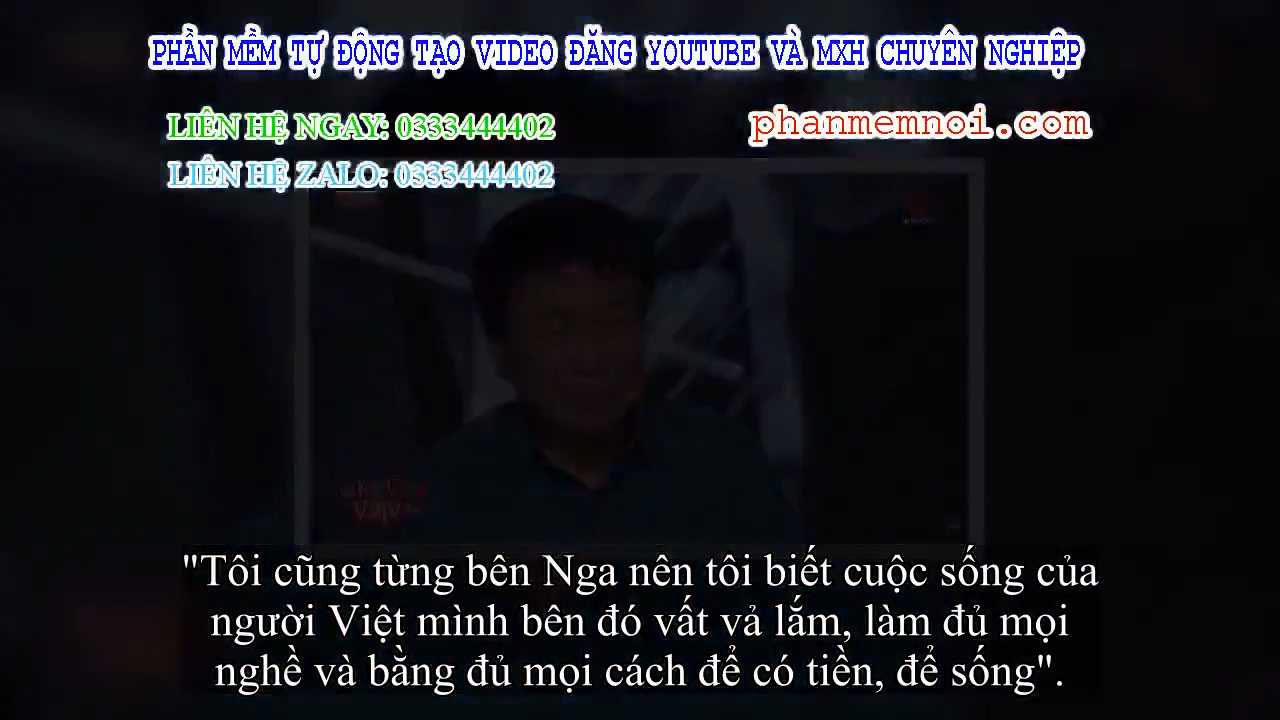 PHẦN MỀM TỰ ĐỘNG TẠO VIDEO ĐĂNG YOUTUBE VÀ MXH CHUYÊN NGHIỆP
LIÊN HỆ NGAY: 0333444402
phanmemnoi.com
LIÊN HỆ ZALO: 0333444402
"Tôi cũng từng bên Nga nên tôi biết cuộc sống của
người Việt mình bên đó vất vả lắm, làm đủ mọi
nghề và bằng đủ mọi cách để có tiền, để sống".